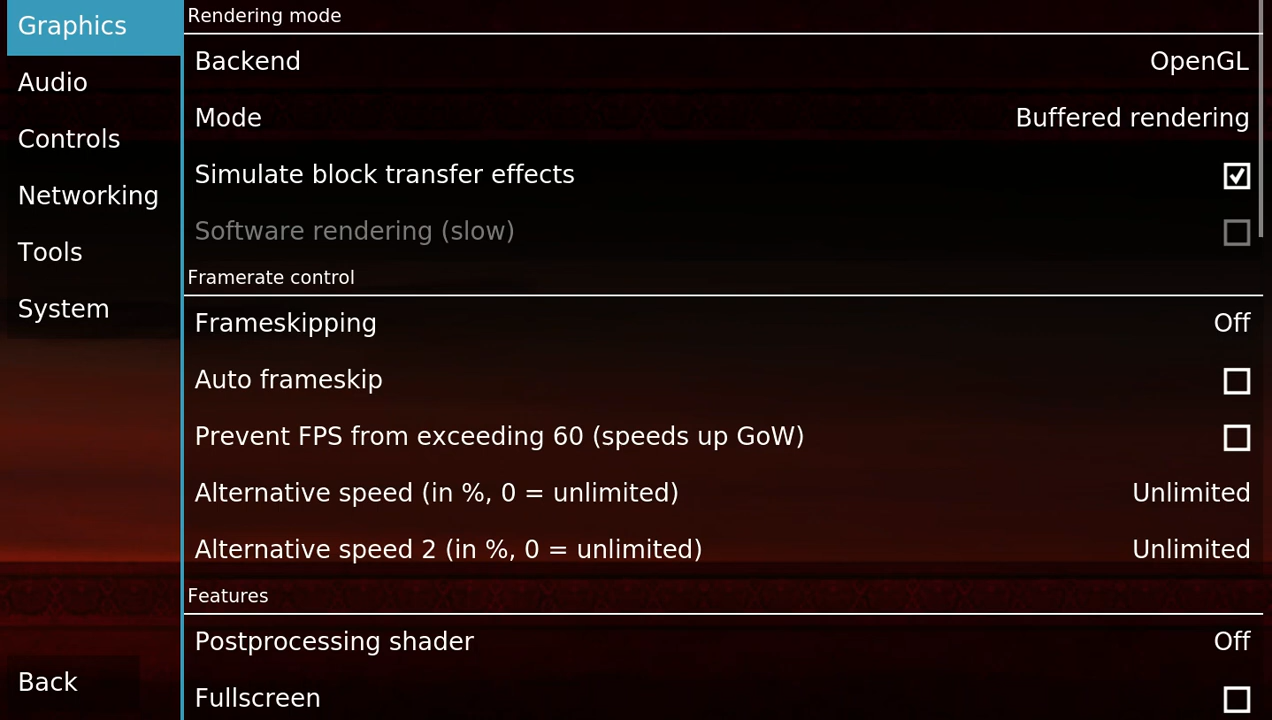 Graphics
Audio
Controls
Networking
Tools
System
Back
Rendering mode
Backend OpenGL
Mode Buffered rendering
Simulate block transfer effects
Software rendering (slow)
Framerate control
Frameskipping Off
Auto frameskip
Prevent FPS from exceeding 60 (speeds up GoW)
Alternative speed (in %, 0 = unlimited) Unlimited
Alternative speed 2 (in %, 0 = unlimited) Unlimited
Features
Postprocessing shader Off
Fullscreen